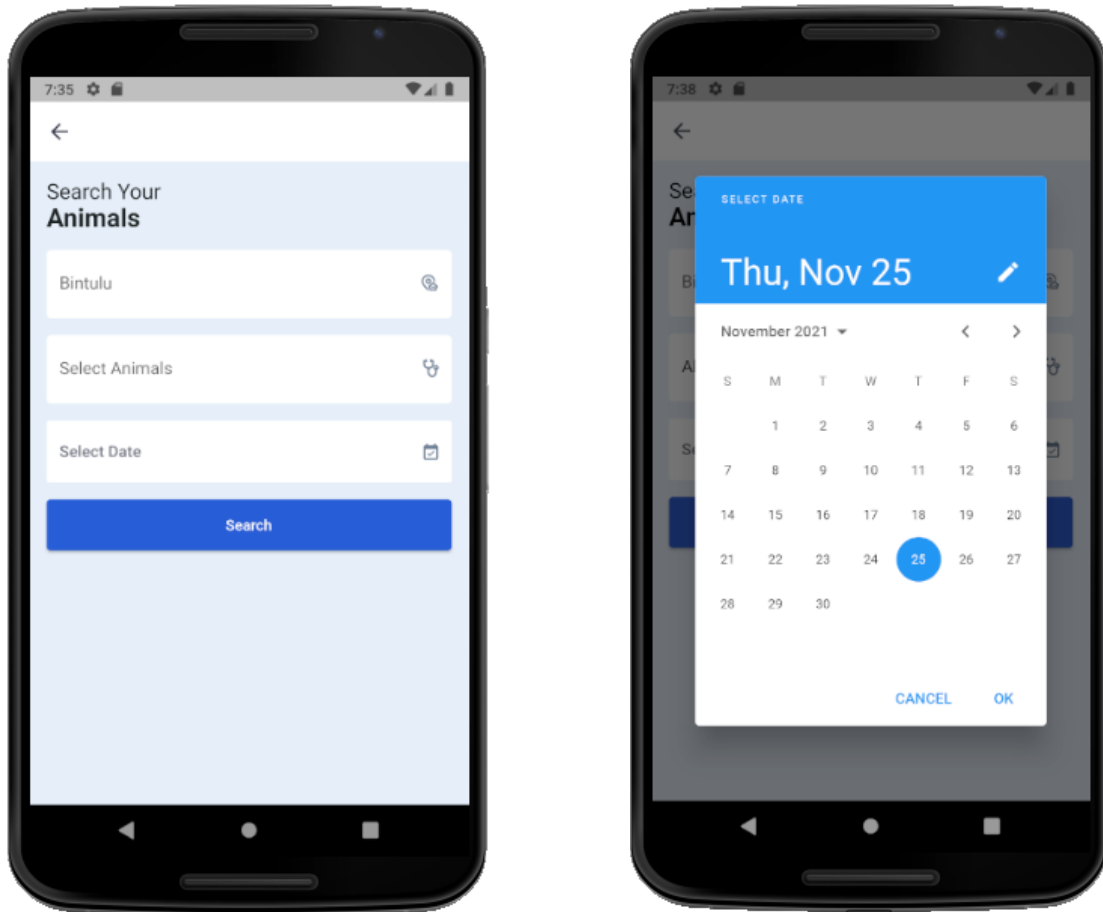 7:35
Search Your
Animals
Bintulu
Select Animals
Select Date
Search
7:38
Se
An
SELECT DATE
Thu, Nov 25
Bi
November 2021
Al
S M T W T F S
1 2 3 4 5 6
7 8 9 10 11 12 13
14 15 16 17 18 19 20
21 22 23 24 25 26 27
28 29 30
Se
CANCEL OK